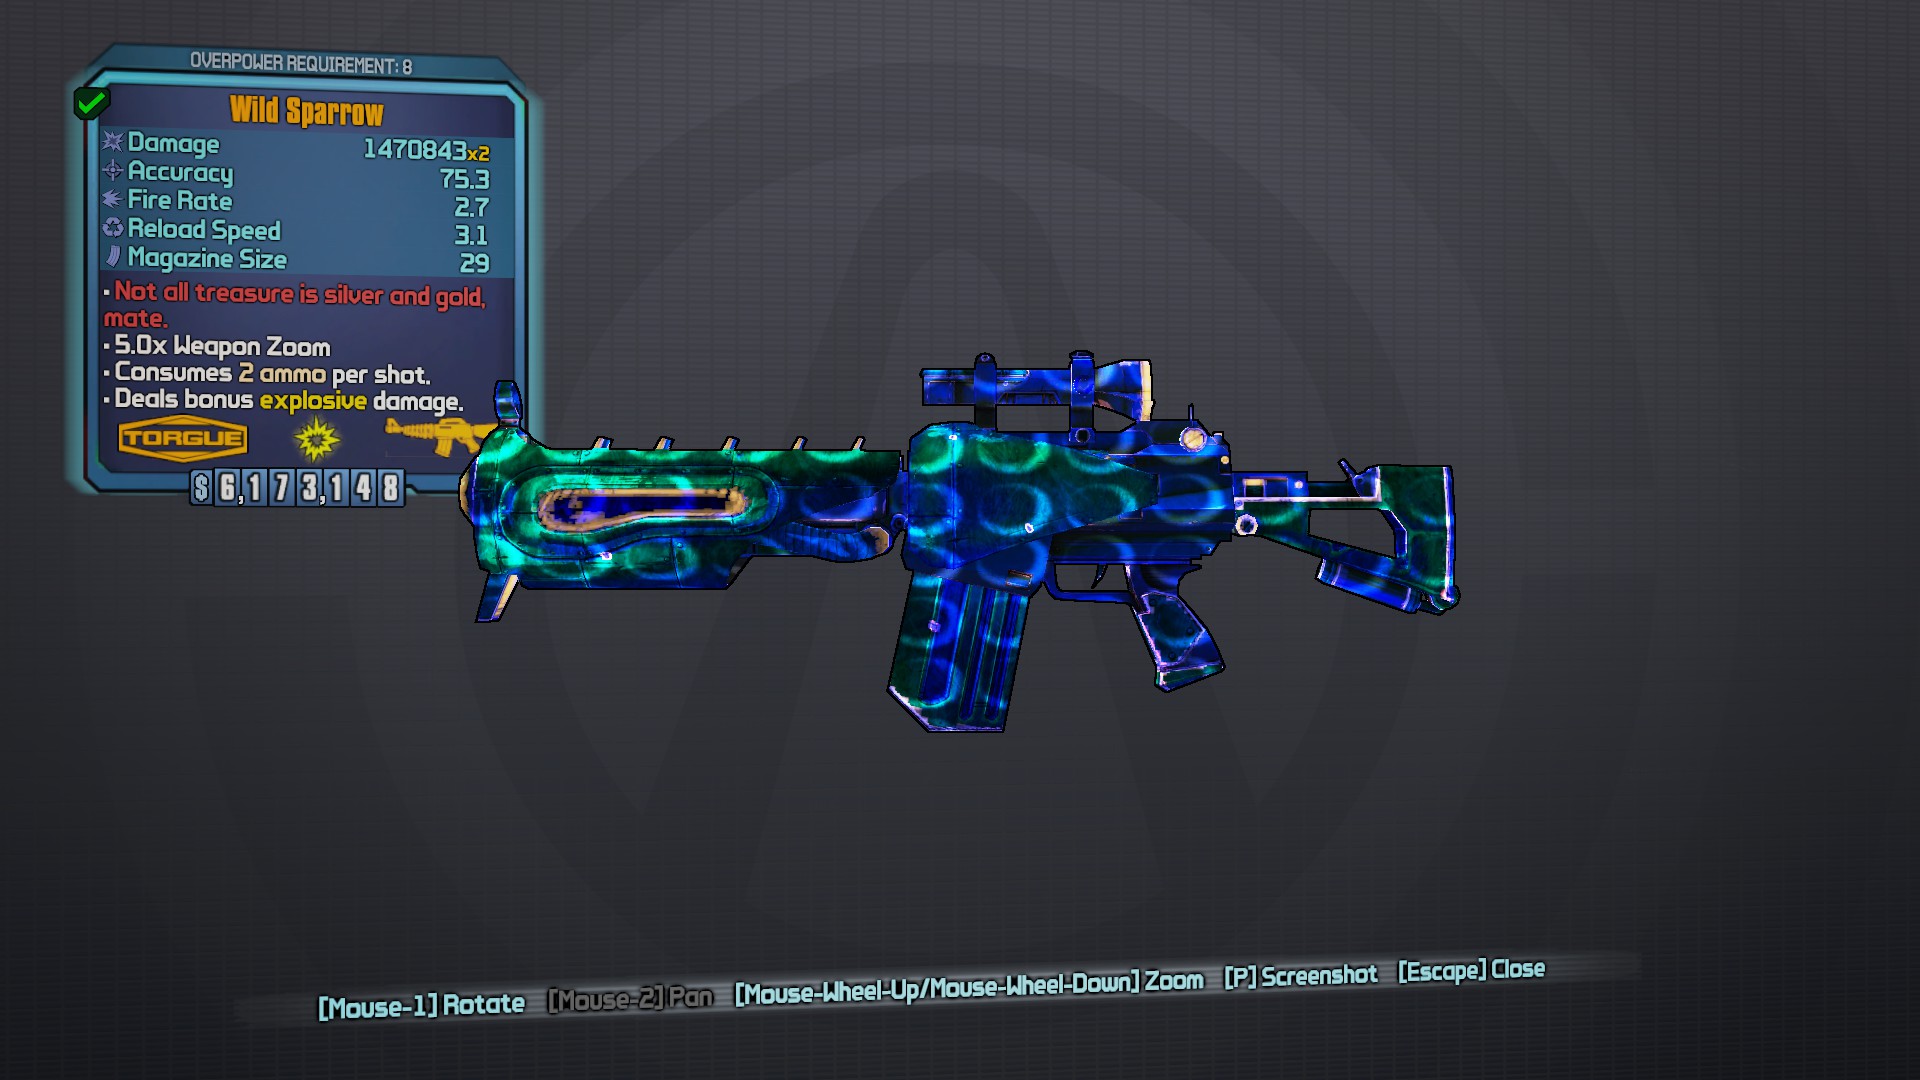 OVERPOWER REQUIREMENT: 8
Wild Sparrow
Damage 1470843x2
Accuracy 75.3
Fire Rate 2.7
Reload Speed 3.1
Magazine Size 29
• Not all treasure is silver and gold,
mate.
• 5.0x Weapon Zoom
• Consumes 2 ammo per shot.
• Deals bonus explosive damage.
TORGUE
$ 6,173,148
[Mouse-1] Rotate [Mouse-2] Pan [Mouse-Wheel-Up/Mouse-Wheel-Down] Zoom [P] Screenshot [Escape] Close